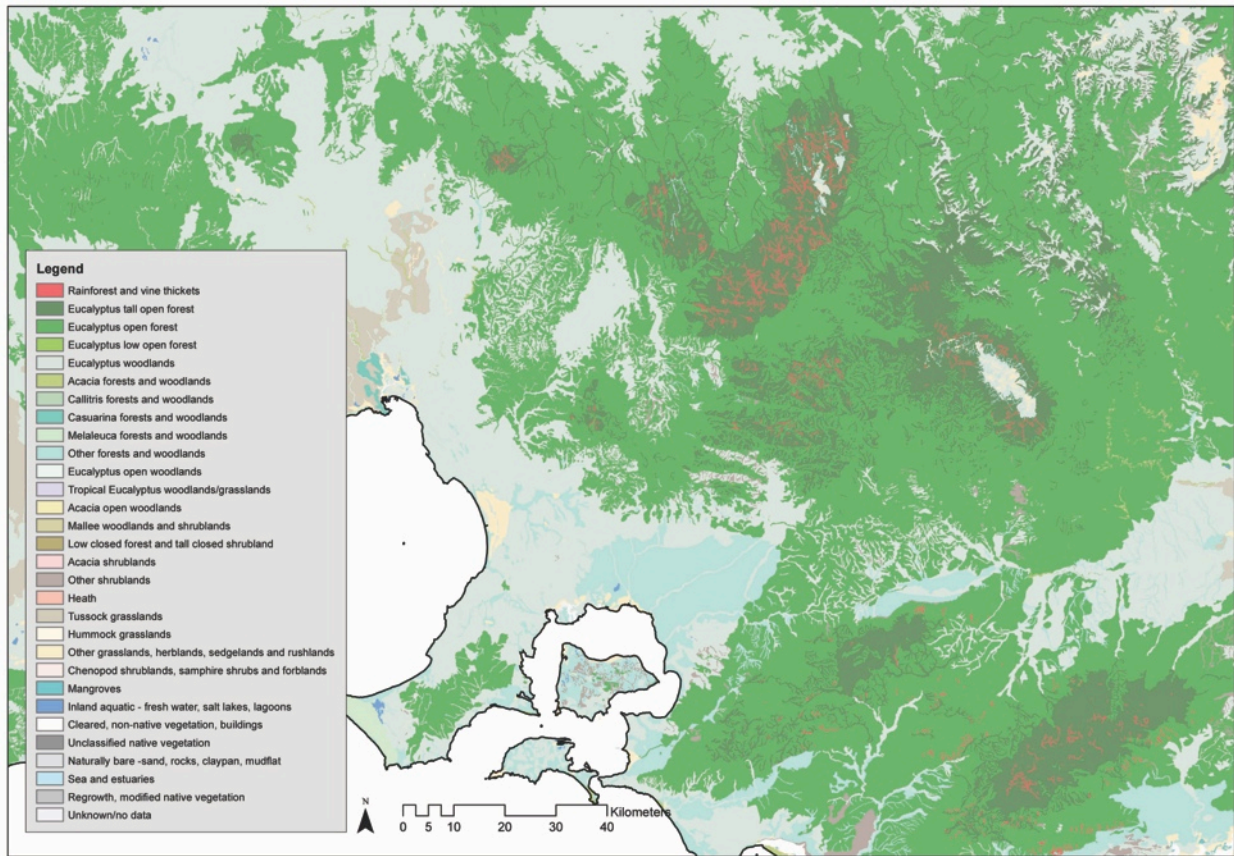 Legend
Rainforest and vine thickets
Eucalyptus tall open forest
Eucalyptus open forest
Eucalyptus low open forest
Eucalyptus woodlands
Acacia forests and woodlands
Callitris forests and woodlands
Casuarina forests and woodlands
Melaleuca forests and woodlands
Other forests and woodlands
Eucalyptus open woodlands
Tropical Eucalyptus woodlands/grasslands
Acacia open woodlands
Mallee woodlands and shrublands
Low closed forest and tall closed shrubland
Acacia shrublands
Other shrublands
Heath
Tussock grasslands
Hummock grasslands
Other grasslands, herblands, sedgelands and rushlands
Chenopod shrublands, samphire shrubs and forblands
Mangroves
Inland aquatic - fresh water, salt lakes, lagoons
Cleared, non-native vegetation, buildings
Unclassified native vegetation
Naturally bare -sand, rocks, claypan, mudflat
Sea and estuaries
Regrowth, modified native vegetation
Unknown/no data
N
Kilometers
0 5 10 20 30 40